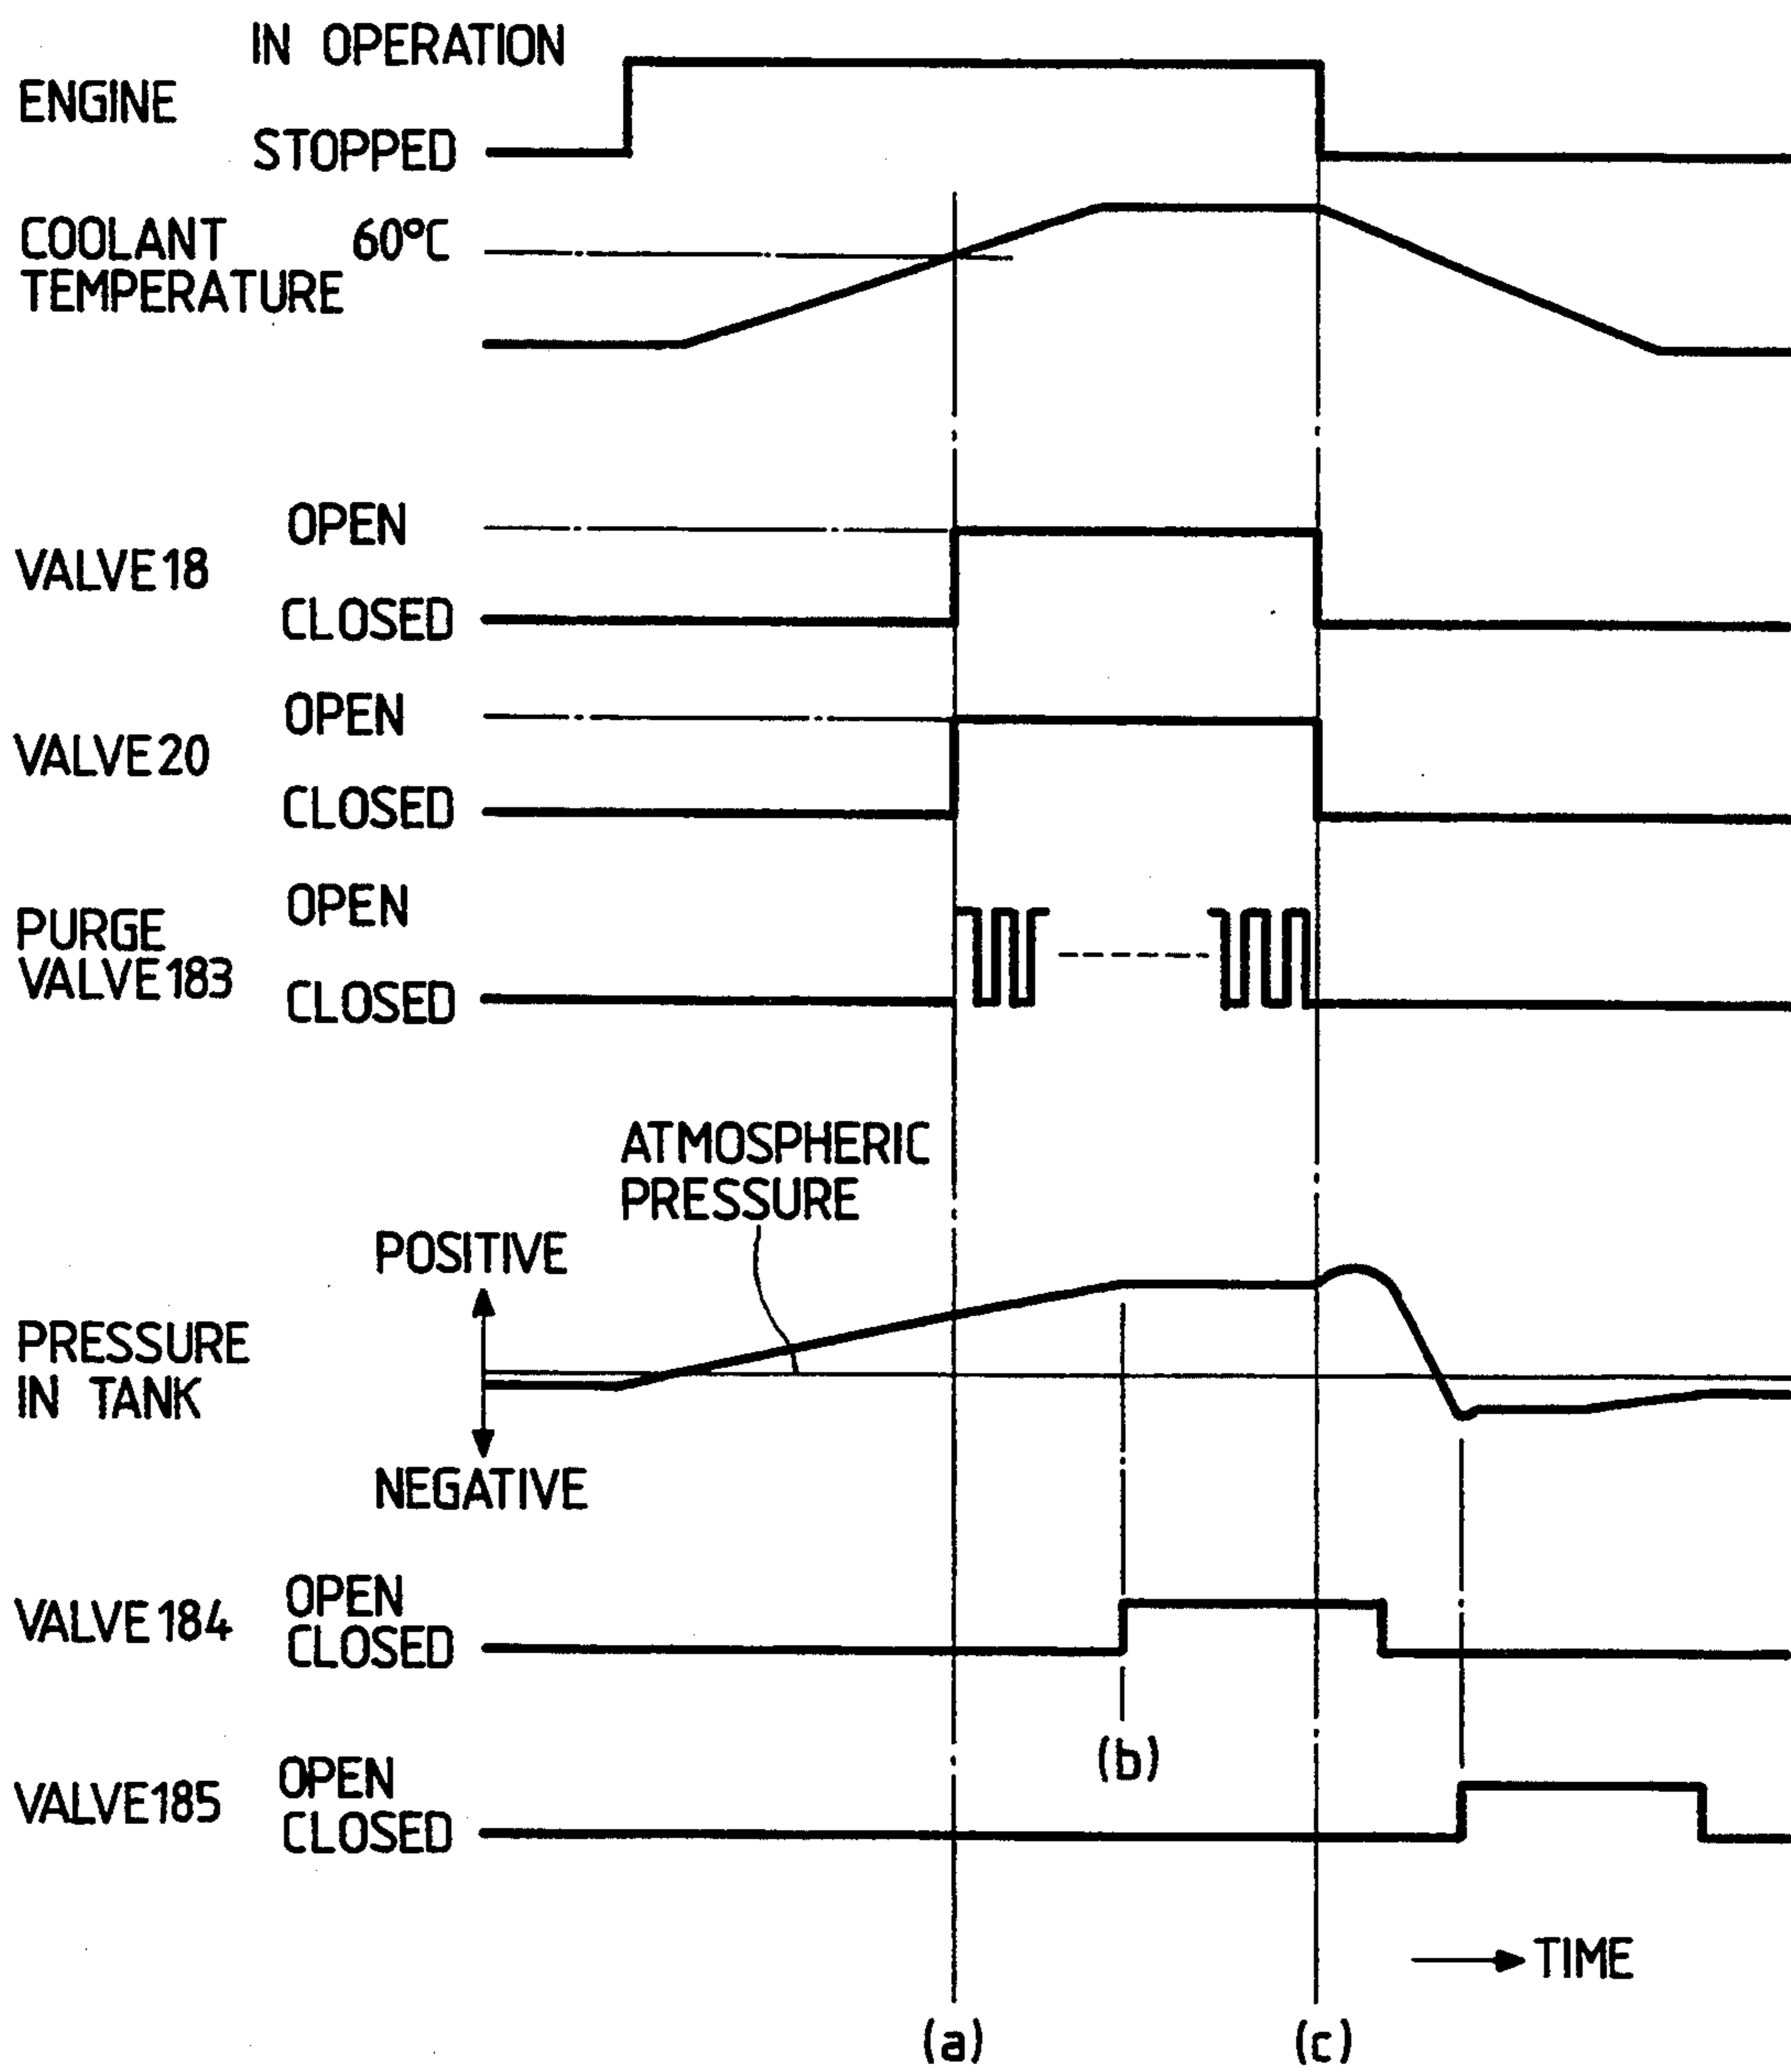 IN OPERATION
ENGINE
STOPPED
COOLANT 60°C
TEMPERATURE
OPEN
VALVE 18
CLOSED
OPEN
VALVE 20
CLOSED
OPEN
PURGE
VALVE 183
CLOSED
ATMOSPHERIC
PRESSURE
POSITIVE
PRESSURE
IN TANK
NEGATIVE
OPEN
VALVE 184
CLOSED
(b)
OPEN
VALVE 185
CLOSED
TIME
(a) (c)